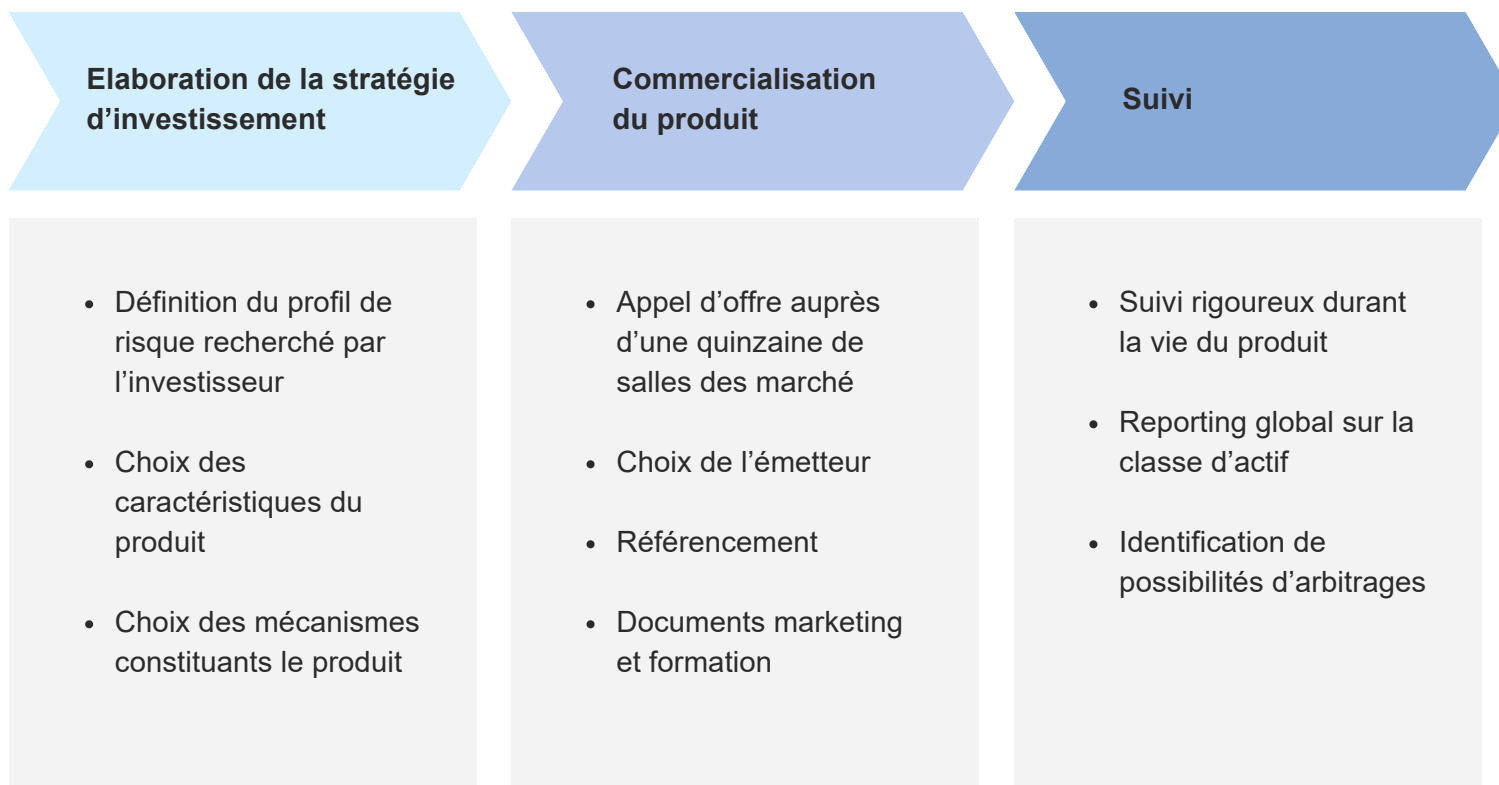 Elaboration de la stratégie
d’investissement
Commercialisation
du produit
Suivi
• Définition du profil de
risque recherché par
l’investisseur
• Choix des
caractéristiques du
produit
• Choix des mécanismes
constituants le produit
• Appel d’offre auprès
d’une quinzaine de
salles des marché
• Choix de l’émetteur
• Référencement
• Documents marketing
et formation
• Suivi rigoureux durant
la vie du produit
• Reporting global sur la
classe d’actif
• Identification de
possibilités d’arbitrages